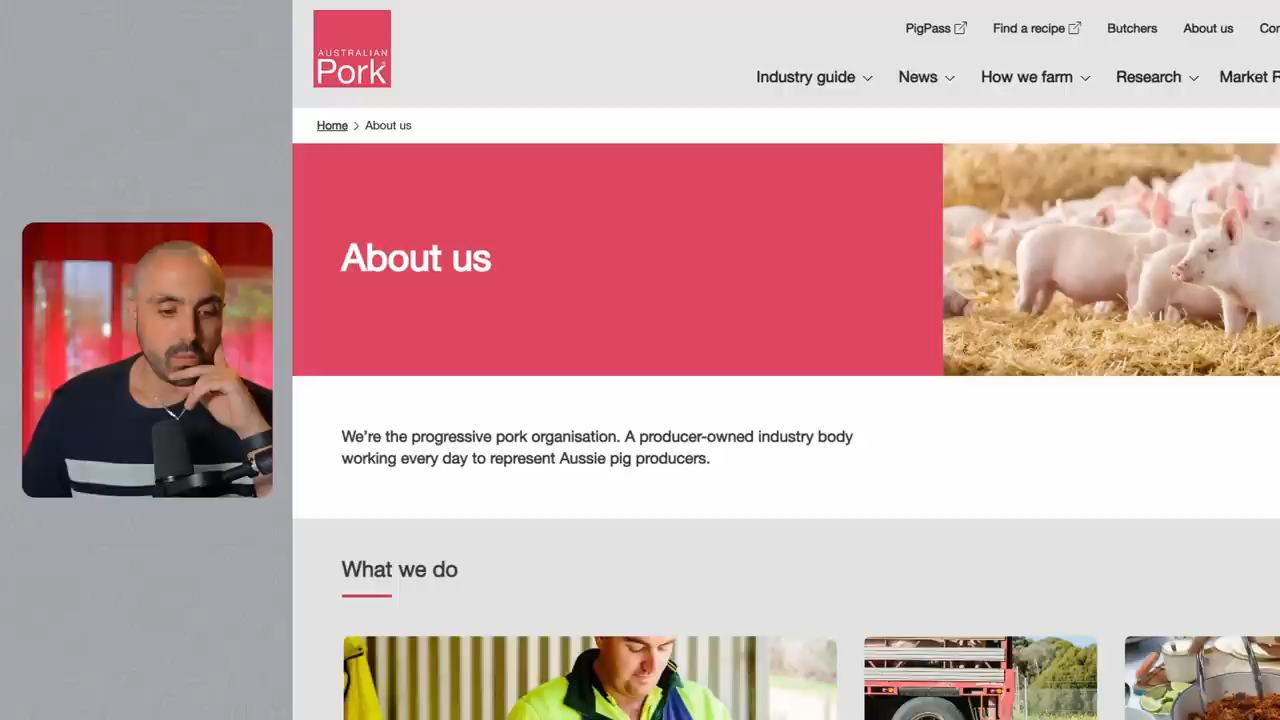 AUSTRALIAN
Pork
PigPass
Find a recipe
Butchers
About us
Industry guide
News
How we farm
Research
Home > About us
About us
We’re the progressive pork organisation. A producer-owned industry body
working every day to represent Aussie pig producers.
What we do